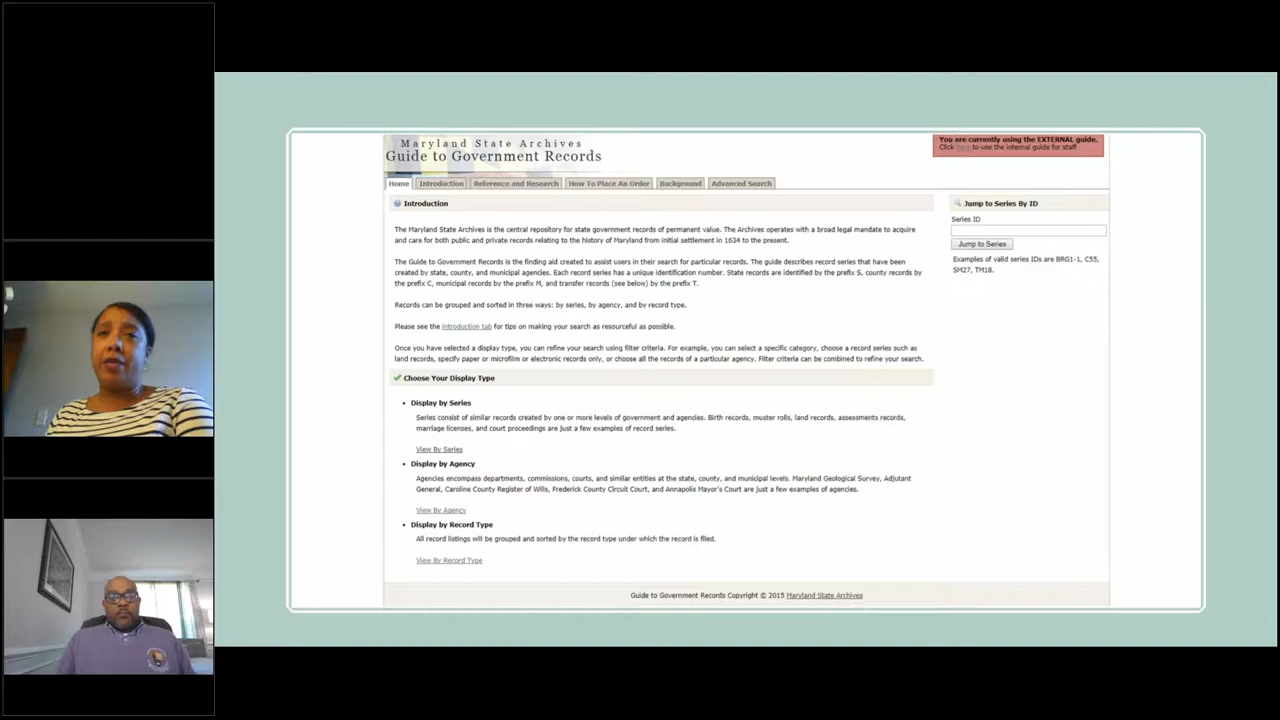 Maryland State Archives
Guide to Government Records
You are currently using the EXTERNAL guide.
Click here to use the internal guide for staff
Home
Introduction
Reference and Research
How To Place An Order
Background
Advanced Search
Introduction
The Maryland State Archives is the central repository for state government records of permanent value. The Archives operates with a broad legal mandate to acquire
and care for both public and private records relating to the history of Maryland from initial settlement in 1634 to the present.
The Guide to Government Records is the finding aid created to assist users in their search for particular records. The guide describes record series that have been
created by state, county, and municipal agencies. Each record series has a unique identification number. State records are identified by the prefix S, county records by
the prefix C, municipal records by the prefix M, and transfer records (see below) by the prefix T.
Records can be grouped and sorted in three ways: by series, by agency, and by record type.
Please see the introduction tab for tips on making your search as resourceful as possible.
Once you have selected a display type, you can refine your search using filter criteria. For example, you can select a specific category, choose a record series such as
land records, specify paper or microfilm or electronic records only, or choose all the records of a particular agency. Filter criteria can be combined to refine your search.
Choose Your Display Type
Display by Series
Series consist of similar records created by one or more levels of government and agencies. Birth records, muster rolls, land records, assessments records,
marriage licenses, and court proceedings are just a few examples of record series.
View By Series
Display by Agency
Agencies encompass departments, commissions, courts, and similar entities at the state, county, and municipal levels. Maryland Geological Survey, Adjutant
General, Caroline County Register of Wills, Frederick County Circuit Court, and Annapolis Mayor's Court are just a few examples of agencies.
View By Agency
Display by Record Type
All record listings will be grouped and sorted by the record type under which the record is filed.
View By Record Type
Jump to Series By ID
Series ID
Jump to Series
Examples of valid series IDs are BRG1-1, C55,
SM27, TM18.
Guide to Government Records Copyright © 2015 Maryland State Archives